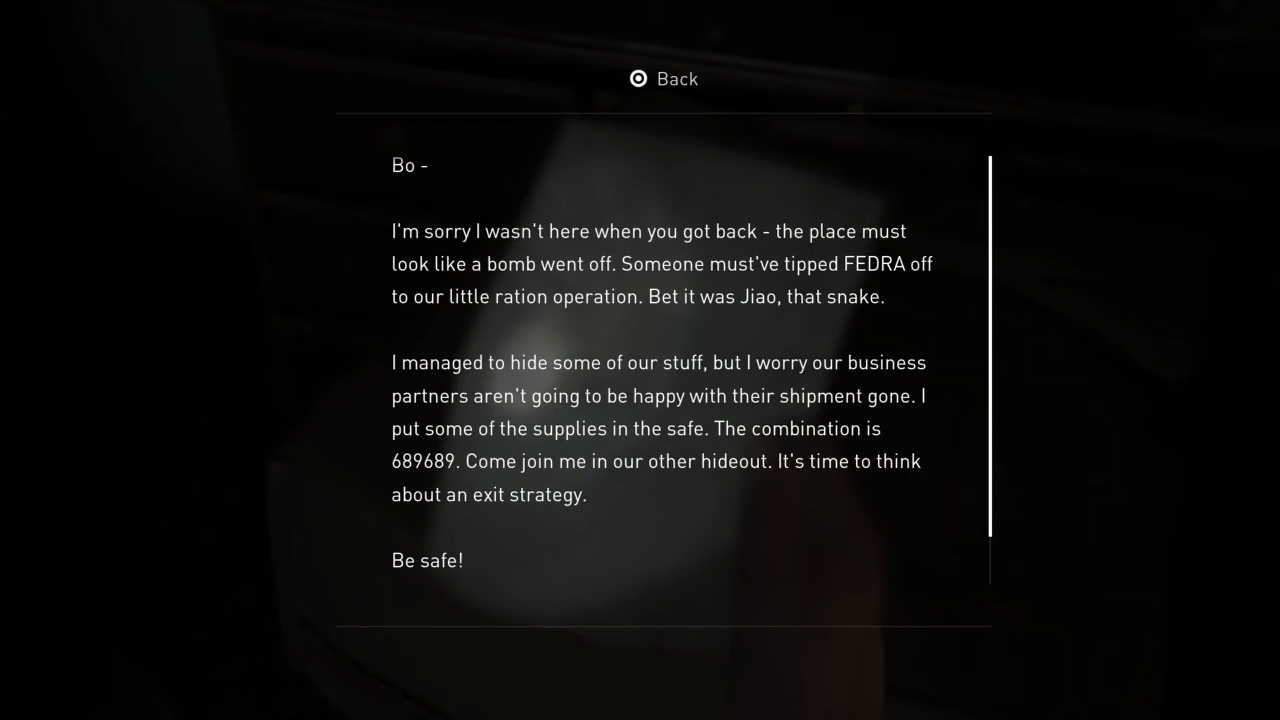 Back
Bo -
I'm sorry I wasn't here when you got back - the place must
look like a bomb went off. Someone must've tipped FEDRA off
to our little ration operation. Bet it was Jiao, that snake.
I managed to hide some of our stuff, but I worry our business
partners aren't going to be happy with their shipment gone. I
put some of the supplies in the safe. The combination is
689689. Come join me in our other hideout. It's time to think
about an exit strategy.
Be safe!